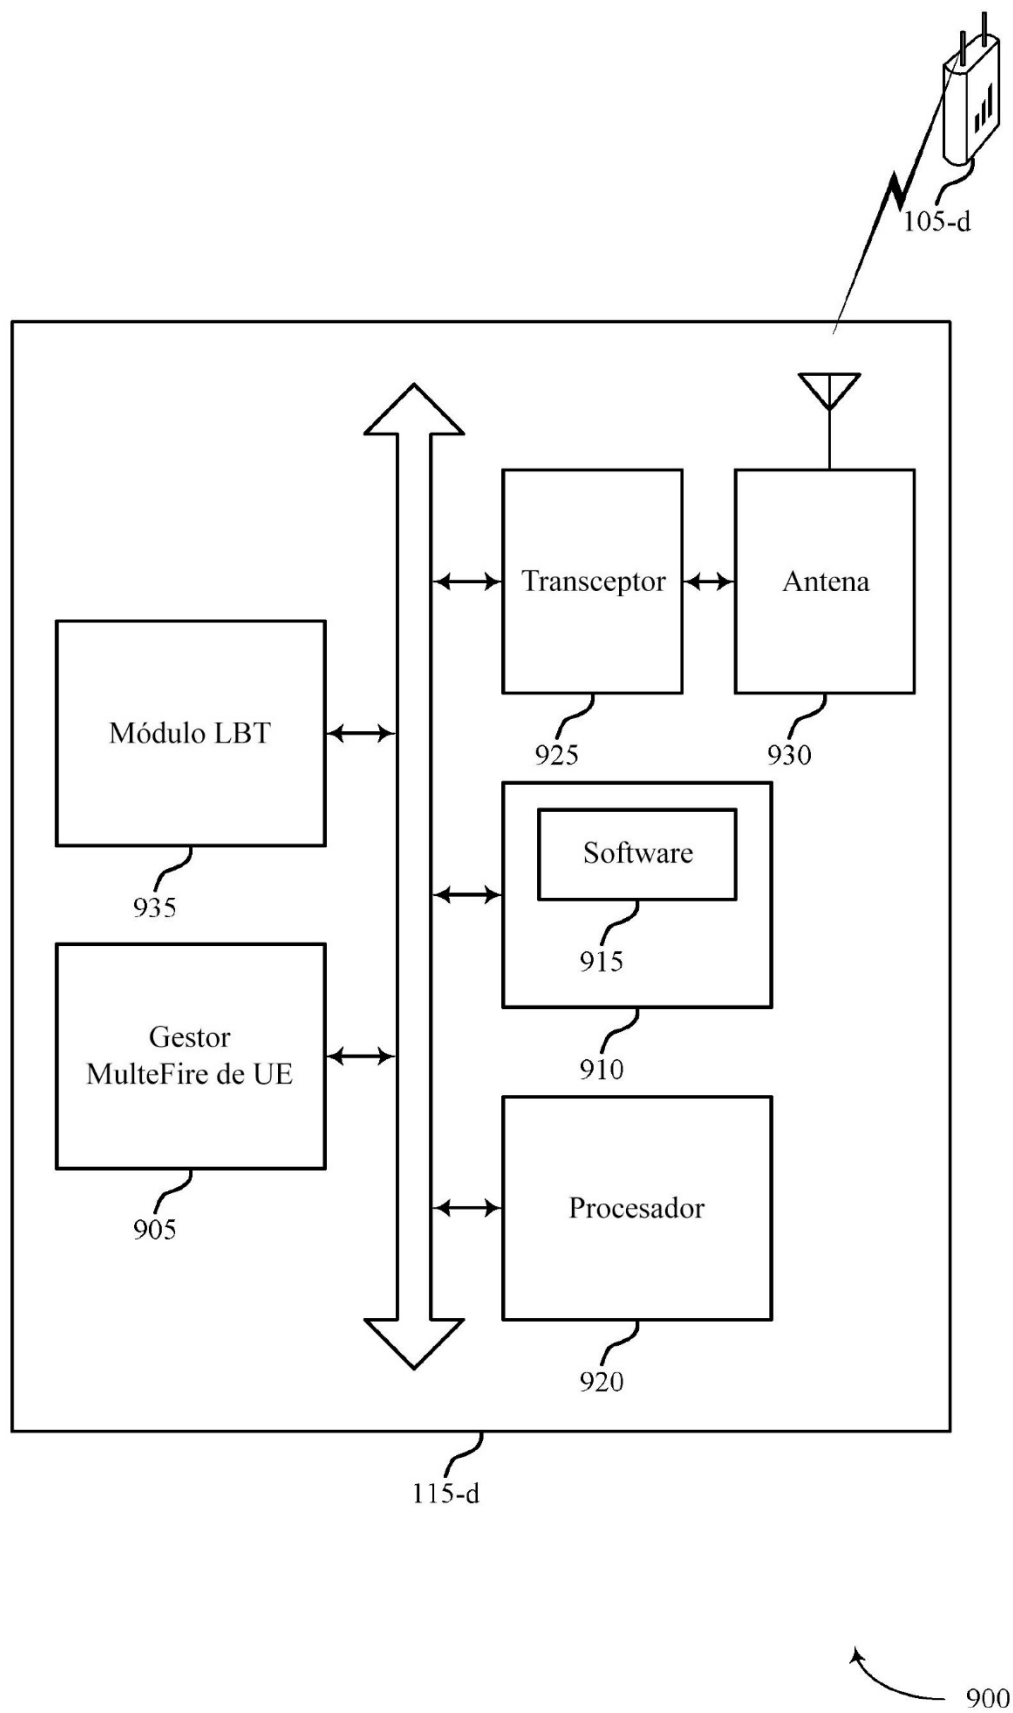 105-d
Transceptor
Antena
925
930
Módulo LBT
935
Software
915
910
Gestor
MulteFire de UE
905
Procesador
920
115-d
900